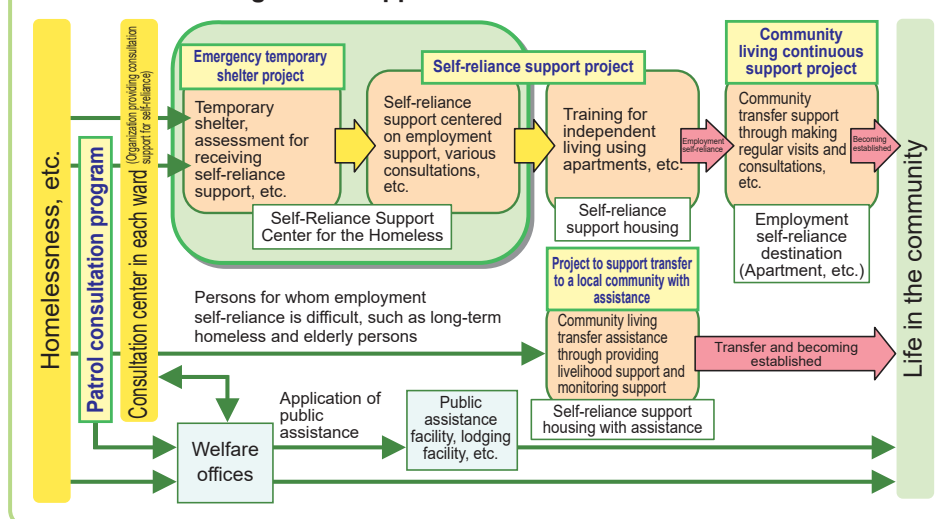 Homelessness, etc.
Patrol consultation program
Consultation center in each ward
(Organization providing consultation
support for self-reliance)
Emergency temporary
shelter project
Temporary
shelter,
assessment for
receiving
self-reliance
support, etc.
Self-reliance support project
Self-reliance
support centered
on employment
support, various
consultations,
etc.
Self-Reliance Support
Center for the Homeless
Training for
independent
living using
apartments, etc.
Self-reliance
support housing
Employment
self-reliance
Community
living continuous
support project
Community
transfer support
through making
regular visits and
consultations,
etc.
Becoming
established
Employment
self-reliance
destination
(Apartment, etc.)
Persons for whom employment
self-reliance is difficult, such as long-term
homeless and elderly persons
Project to support transfer
to a local community with
assistance
Community living
transfer assistance
through providing
livelihood support and
monitoring support
Self-reliance support
housing with assistance
Transfer and becoming
established
Welfare
offices
Application of
public
assistance
Public
assistance
facility, lodging
facility, etc.
Life in the community